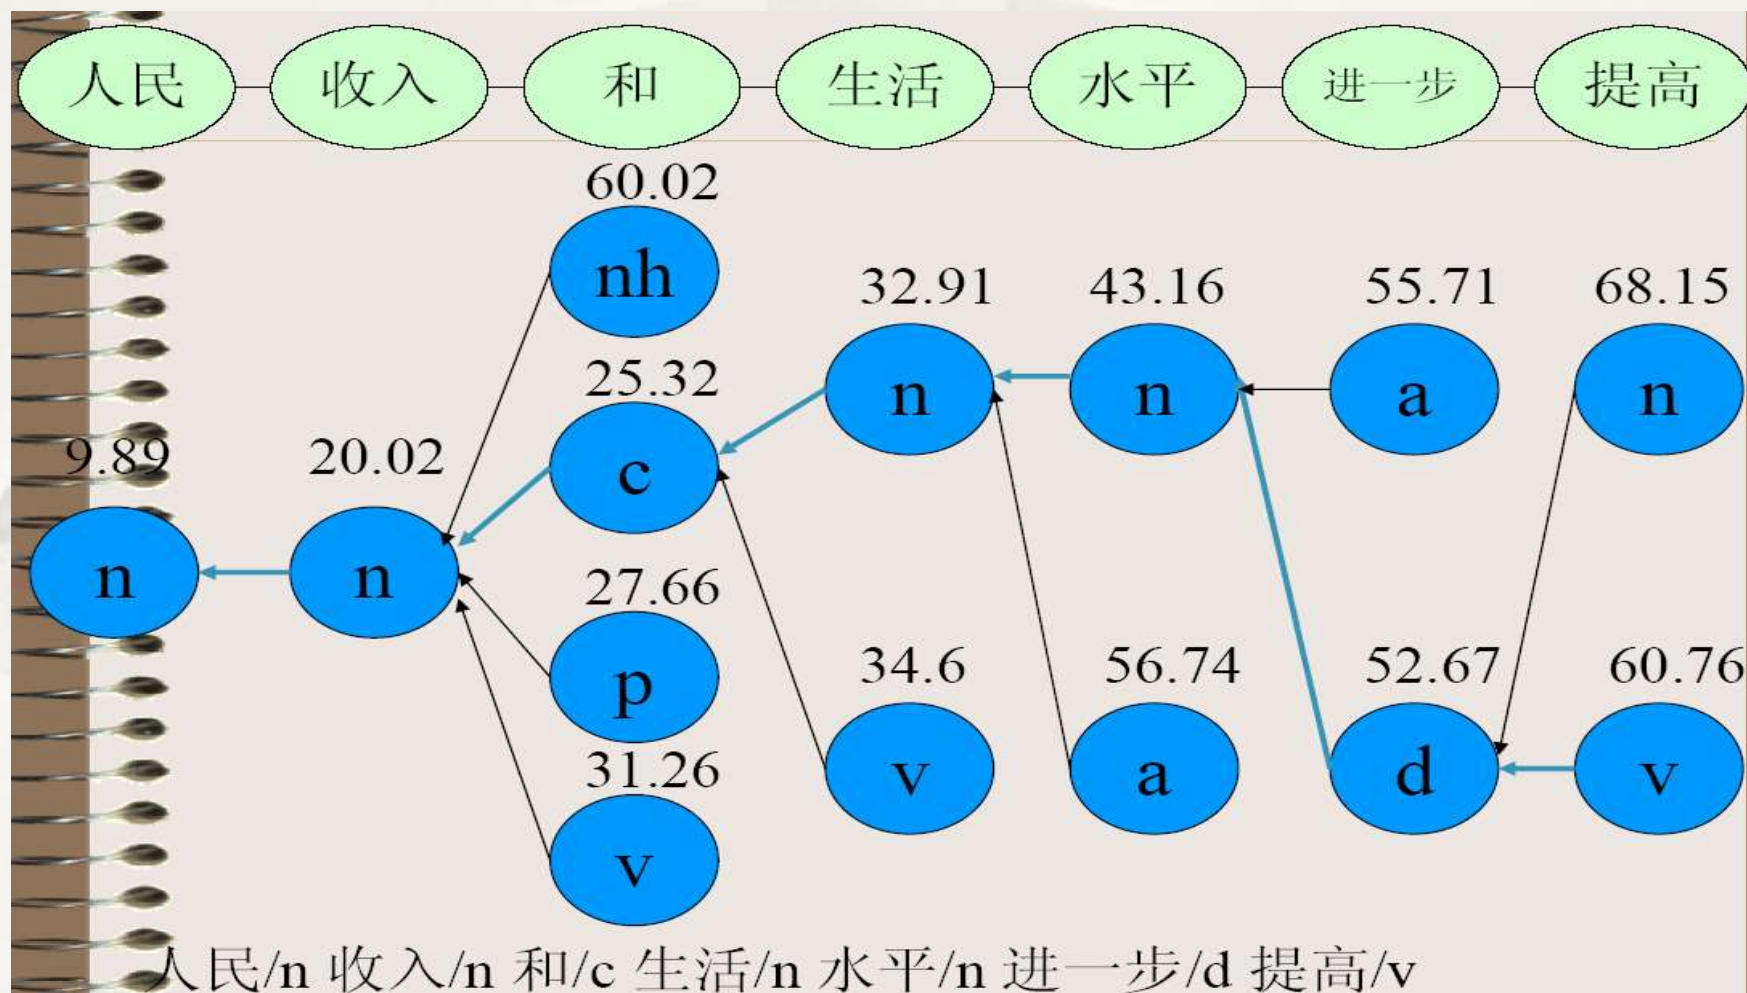 人民 收入 和 生活 水平 进一步 提高
60.02
nh
32.91 43.16 55.71 68.15
n n a n
25.32
c
9.89 20.02
n n
27.66
p
34.6 56.74 52.67 60.76
v a d v
31.26
v
人民/n 收入/n 和/c 生活/n 水平/n 进一步/d 提高/v